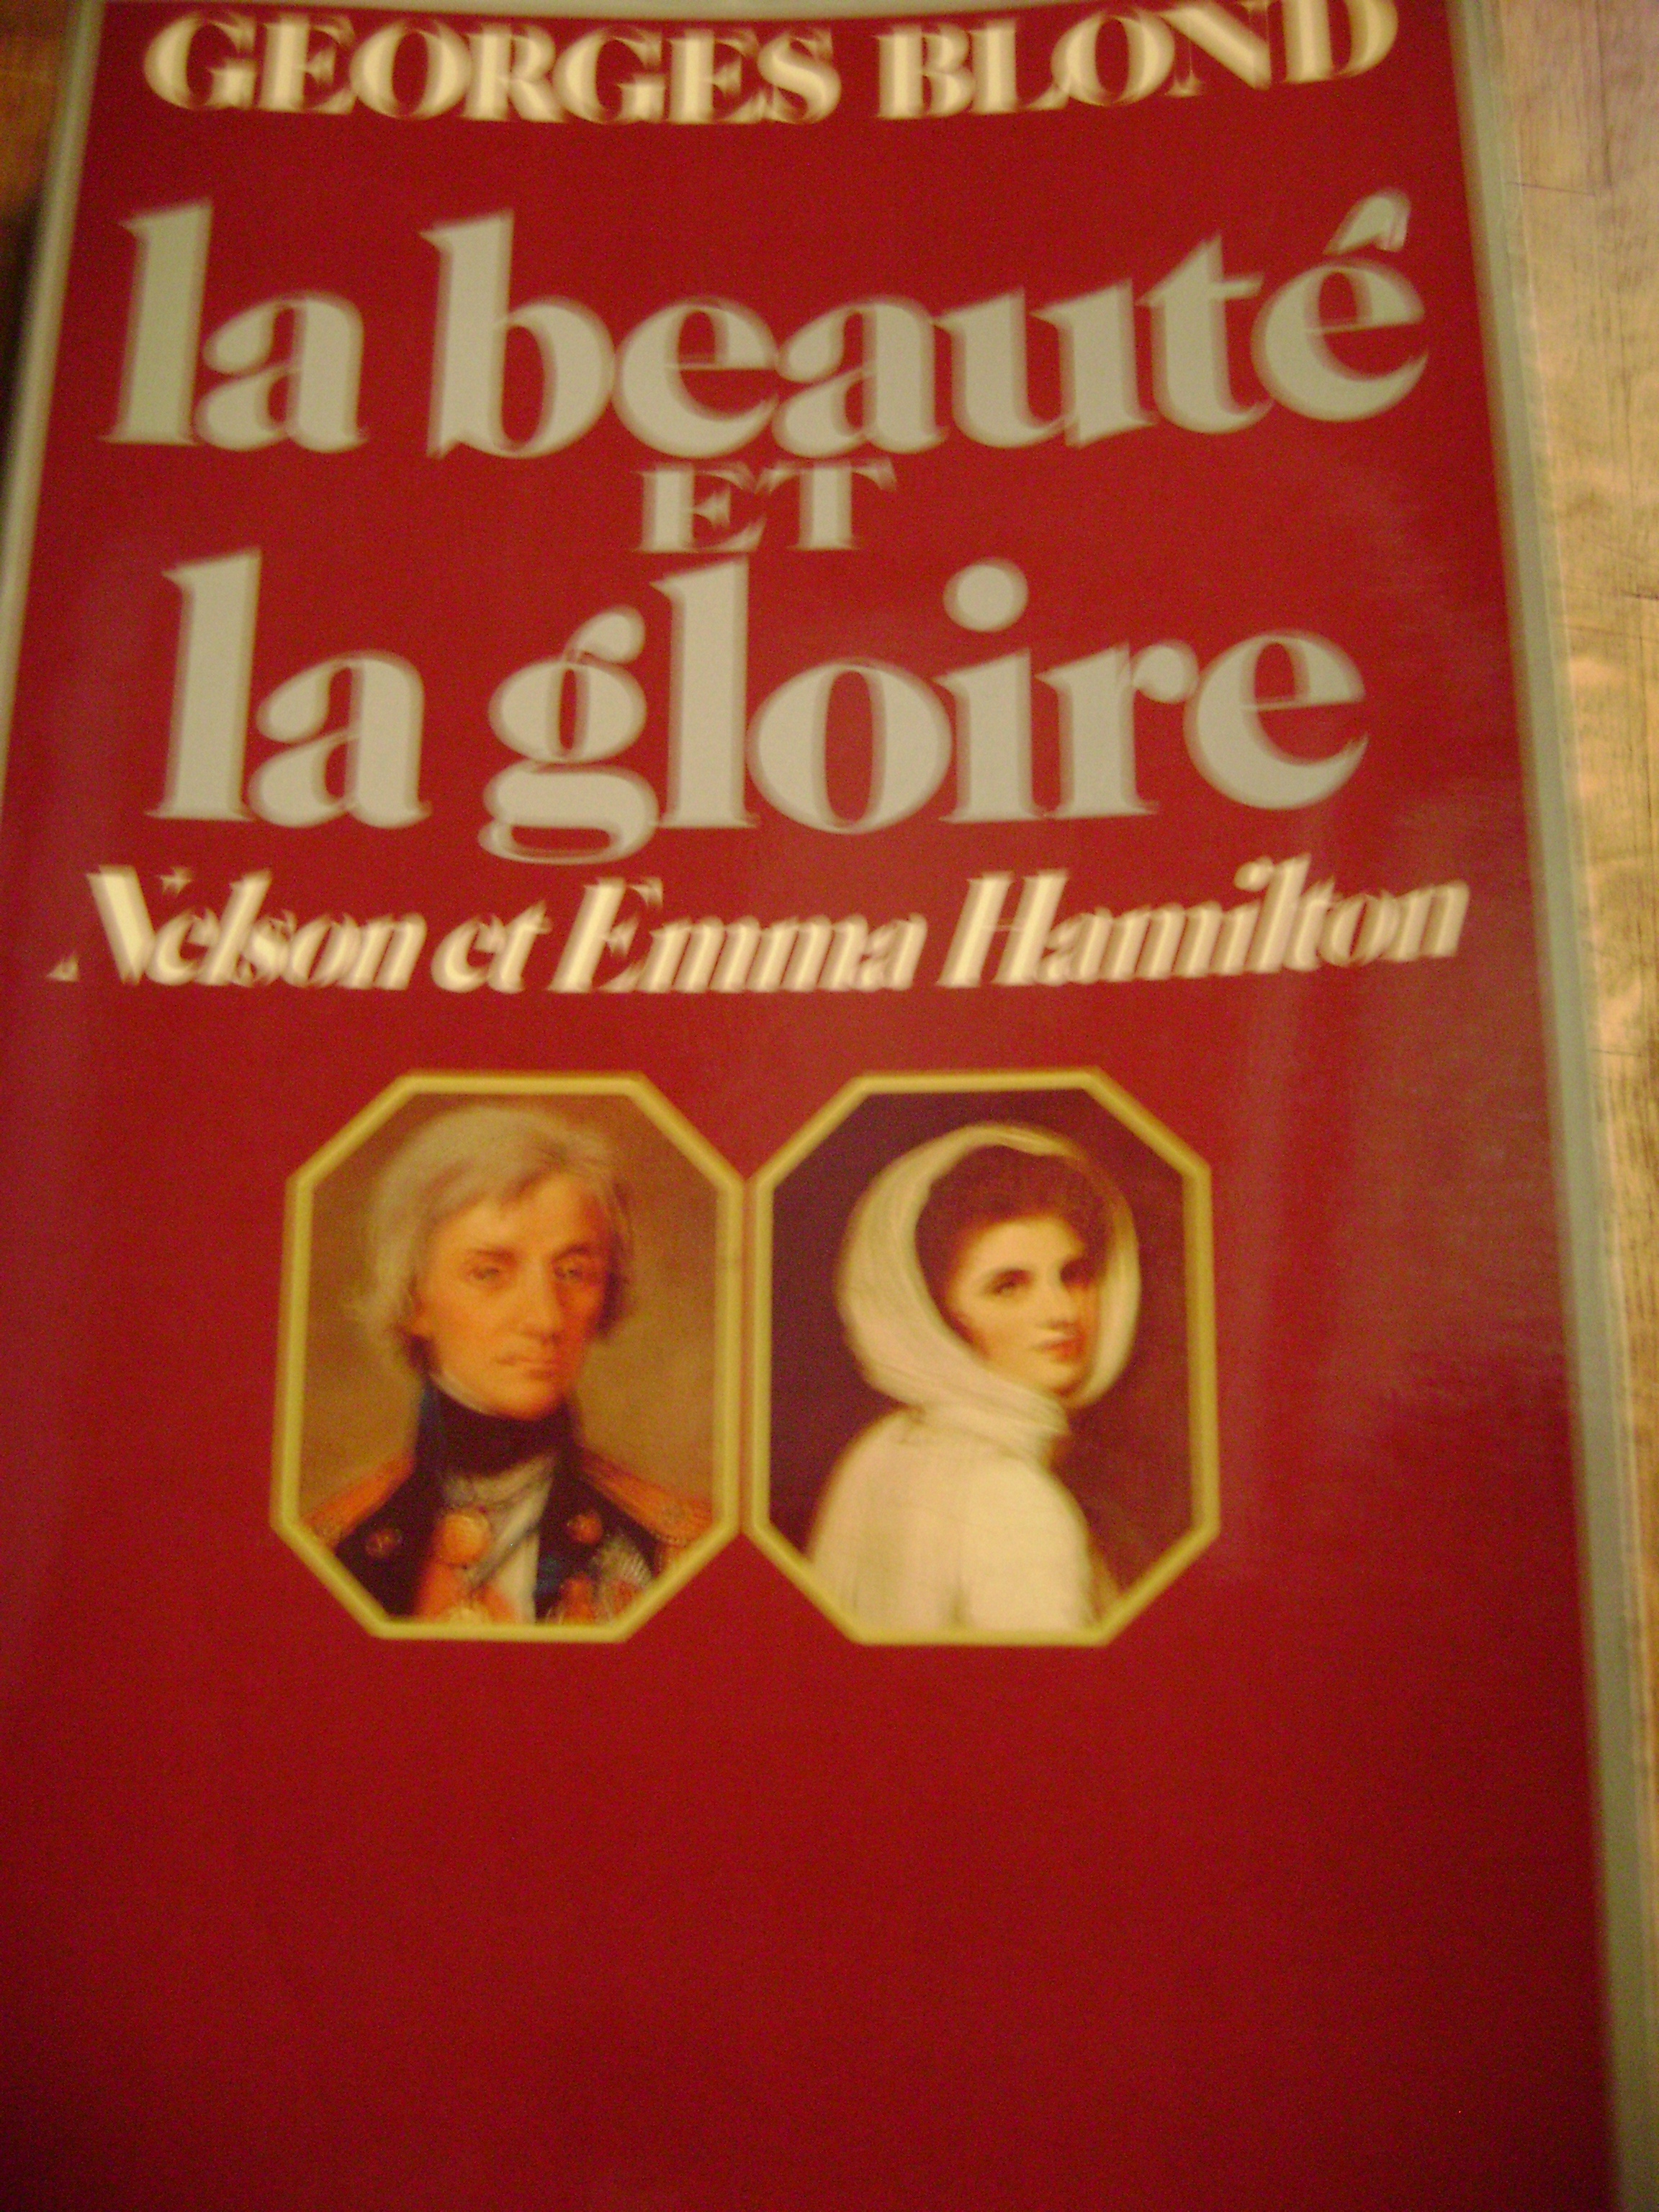 GEORGES BLOND
la beauté
ET
la gloire
Nelson et Emma Hamilton